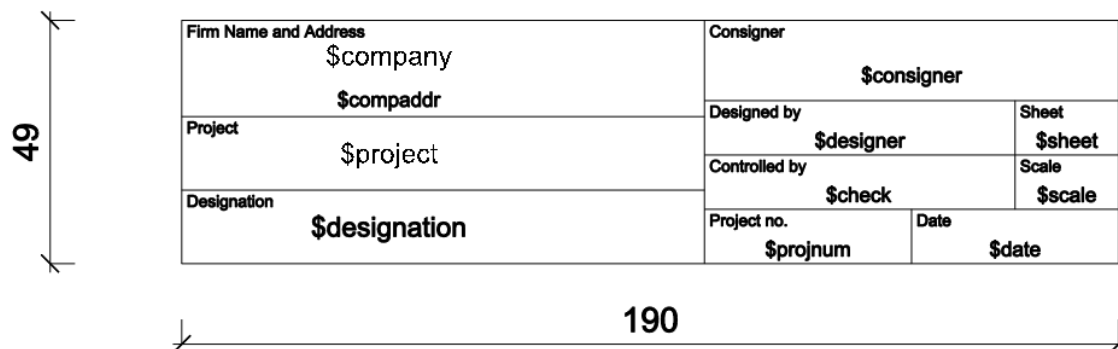 Firm Name and Address
$company
$compaddr
Project
$project
Designation
$designation
Consigner
$consigner
Designed by
$designer
Sheet
$sheet
Controlled by
$check
Scale
$scale
Project no.
$projnum
Date
$date
49
190